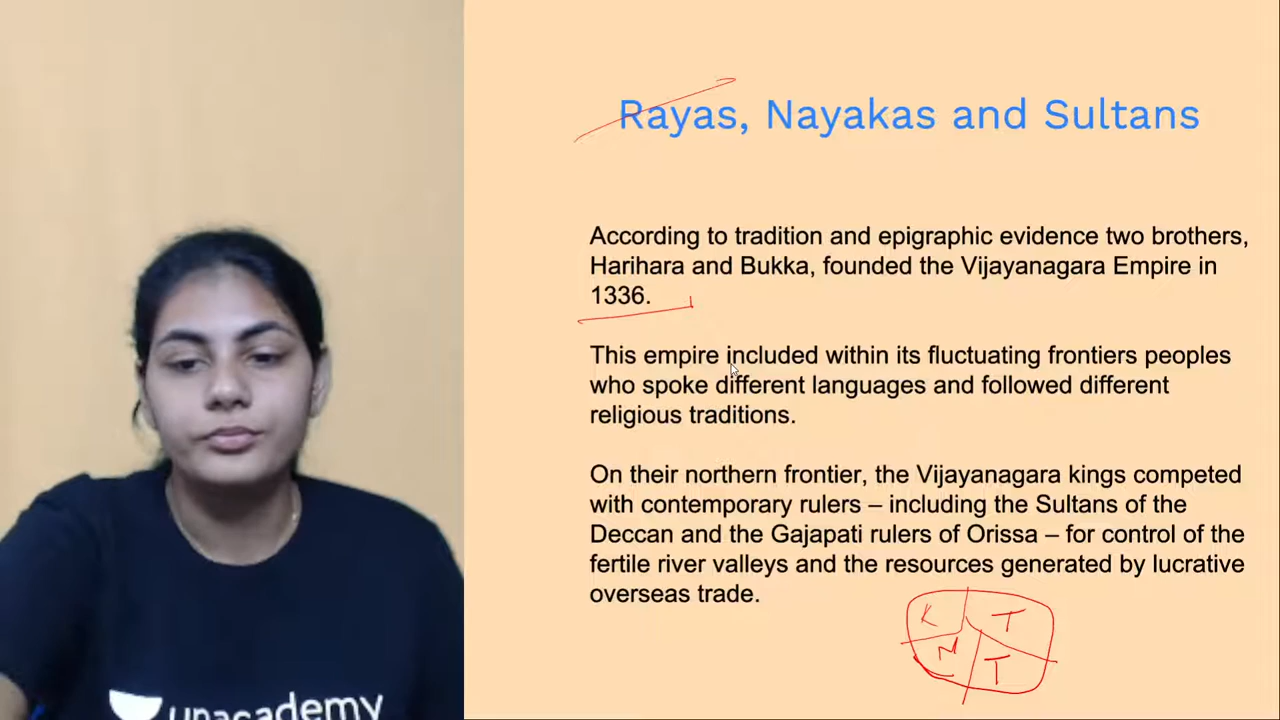 Rayas, Nayakas and Sultans
According to tradition and epigraphic evidence two brothers,
Harihara and Bukka, founded the Vijayanagara Empire in
1336.
This empire included within its fluctuating frontiers peoples
who spoke different languages and followed different
religious traditions.
On their northern frontier, the Vijayanagara kings competed
with contemporary rulers – including the Sultans of the
Deccan and the Gajapati rulers of Orissa – for control of the
fertile river valleys and the resources generated by lucrative
overseas trade.
K T
M T
unacademy